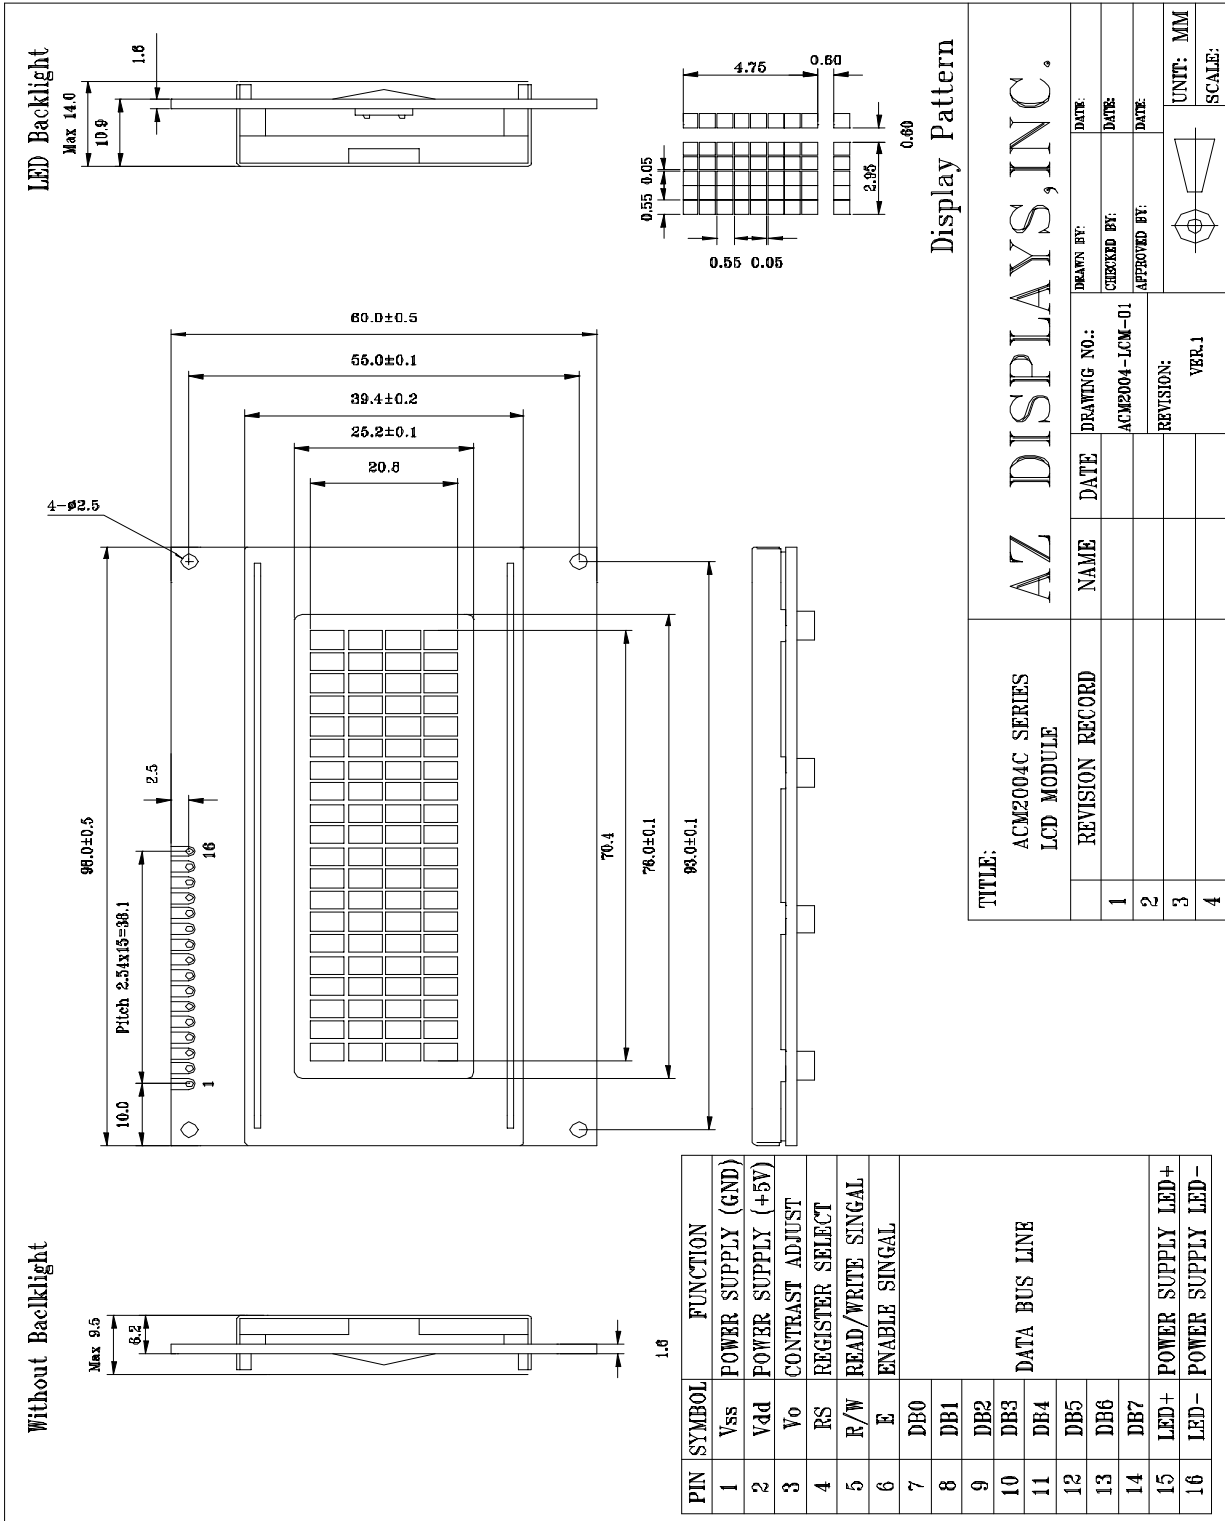 LED Backlight
Max 14.0
10.9
1.6
4.75
0.60
0.60
2.95
0.55 0.05
0.55 0.05
Display Pattern
60.0±0.5
55.0±0.1
39.4±0.2
25.2±0.1
20.8
4-ø2.5
98.0±0.5
2.5
16
Pitch 2.54x15=38.1
1
10.0
70.4
76.0±0.1
93.0±0.1
Without Baclklight
Max 9.5
6.2
1.6
PIN SYMBOL FUNCTION
1 Vss POWER SUPPLY (GND)
2 Vdd POWER SUPPLY (+5V)
3 Vo CONTRAST ADJUST
4 RS REGISTER SELECT
5 R/W READ/WRITE SINGAL
6 E ENABLE SINGAL
7 DB0
8 DB1
9 DB2
10 DB3 DATA BUS LINE
11 DB4
12 DB5
13 DB6
14 DB7
15 LED+ POWER SUPPLY LED+
16 LED- POWER SUPPLY LED-
TITLE:
ACM2004C SERIES
LCD MODULE
AZ DISPLAYS,INC.
REVISION RECORD NAME DATE
1
2
3
4
DRAWING NO.:
ACM2004-LCM-01
REVISION:
VER.1
DRAWN BY: DATE:
CHECKED BY: DATE:
APPROVED BY: DATE:
UNIT: MM
SCALE: